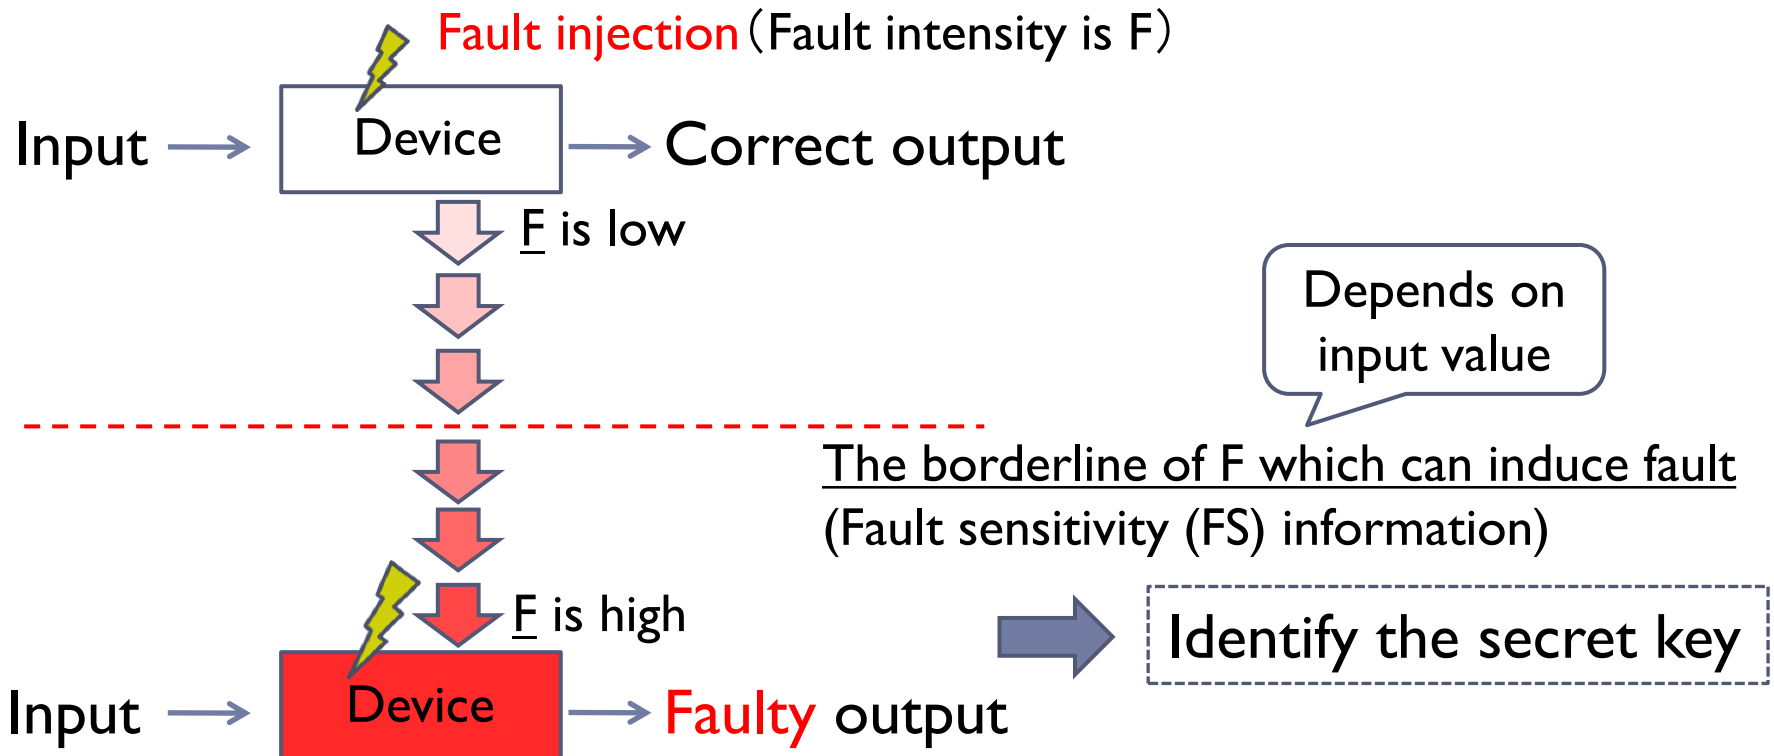 Fault injection（Fault intensity is F）
Input
Device
Correct output
F is low
Depends on
input value
The borderline of F which can induce fault
(Fault sensitivity (FS) information)
F is high
Identify the secret key
Input
Device
Faulty output